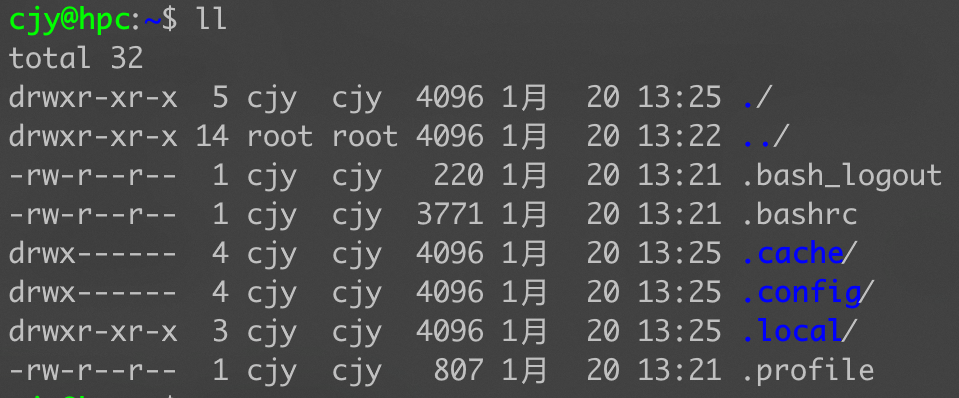 cjy@hpc:~$ ll
total 32
drwxr-xr-x  5 cjy  cjy  4096 1月  20 13:25 ./
drwxr-xr-x 14 root root 4096 1月  20 13:22 ../
-rw-r--r--  1 cjy  cjy   220 1月  20 13:21 .bash_logout
-rw-r--r--  1 cjy  cjy  3771 1月  20 13:21 .bashrc
drwx------  4 cjy  cjy  4096 1月  20 13:25 .cache/
drwx------  4 cjy  cjy  4096 1月  20 13:25 .config/
drwxr-xr-x  3 cjy  cjy  4096 1月  20 13:25 .local/
-rw-r--r--  1 cjy  cjy   807 1月  20 13:21 .profile